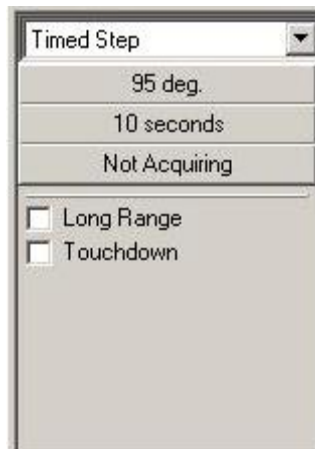 Timed Step
95 deg.
10 seconds
Not Acquiring
Long Range
Touchdown